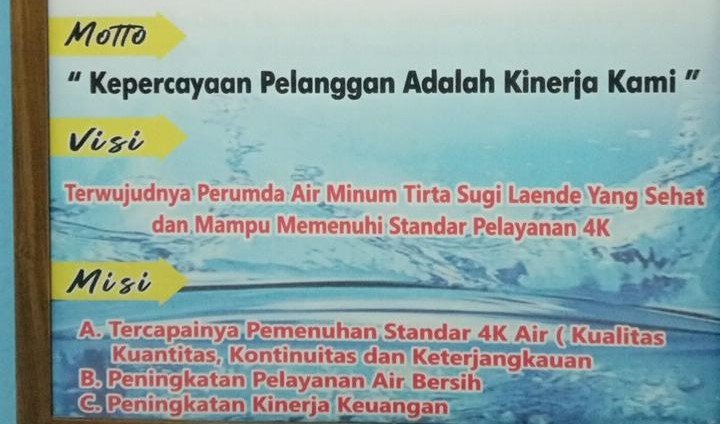 Motto
“ Kepercayaan Pelanggan Adalah Kinerja Kami ”
Visi
Terwujudnya Perumda Air Minum Tirta Sugi Laende Yang Sehat
dan Mampu Memenuhi Standar Pelayanan 4K
Misi
A. Tercapainya Pemenuhan Standar 4K Air ( Kualitas
Kuantitas, Kontinuitas dan Keterjangkauan
B. Peningkatan Pelayanan Air Bersih
C. Peningkatan Kinerja Keuangan